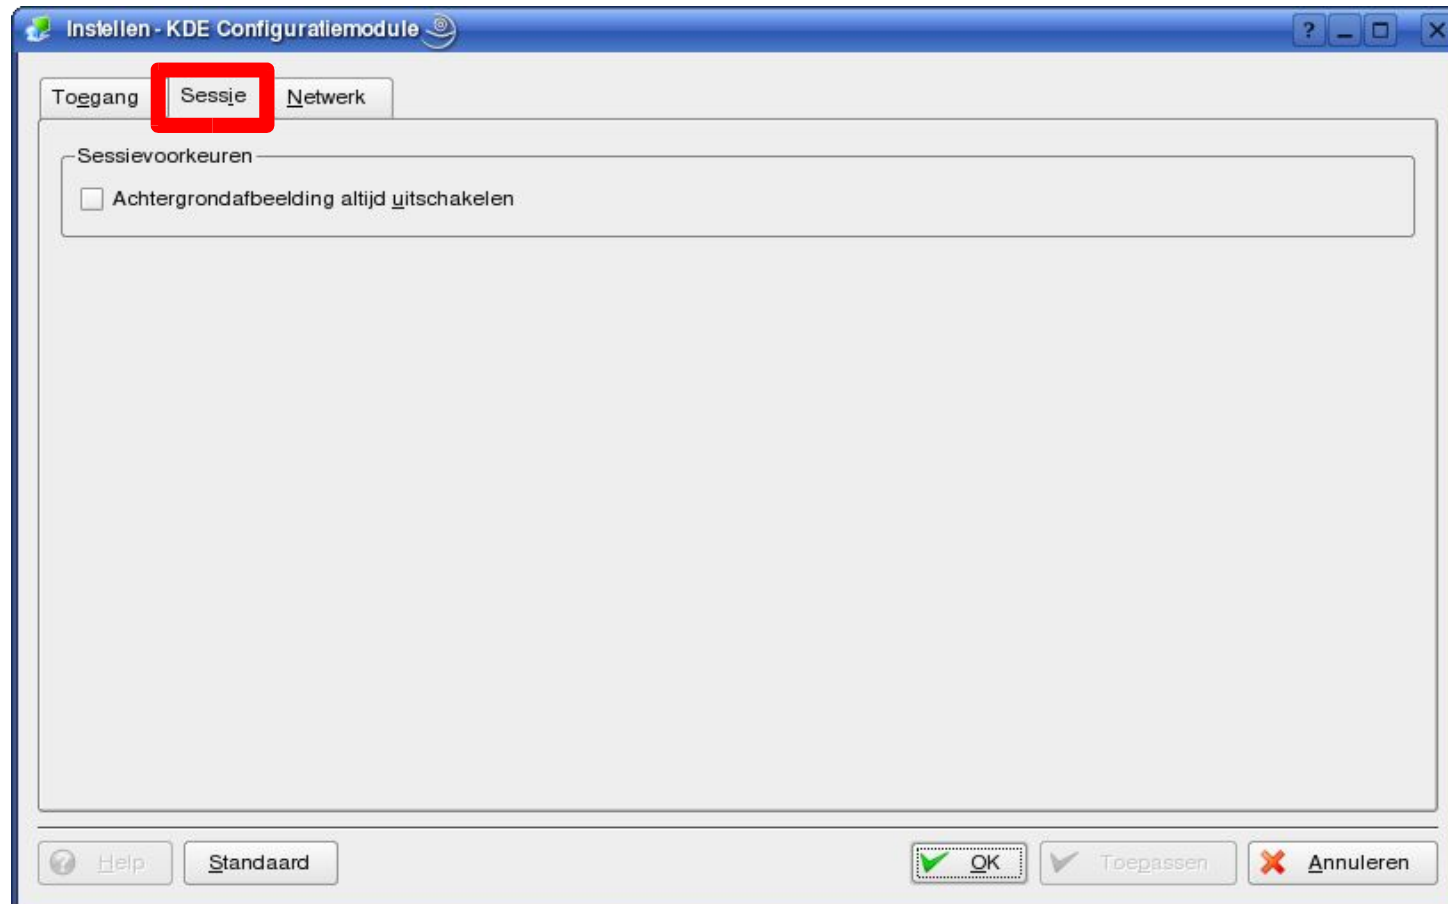 Instellen - KDE Configuratiemodule
?
Toegang Sessie Netwerk
Sessievoorkeuren
Achtergrondafbeelding altijd uitschakelen
? Help Standaard OK Toepassen Annuleren